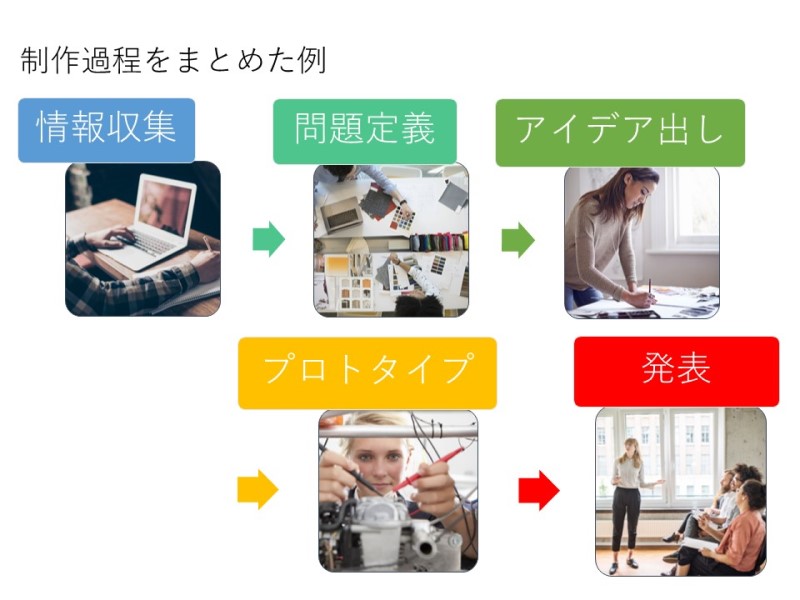 制作過程をまとめた例
情報収集
問題定義
アイデア出し
プロトタイプ
発表